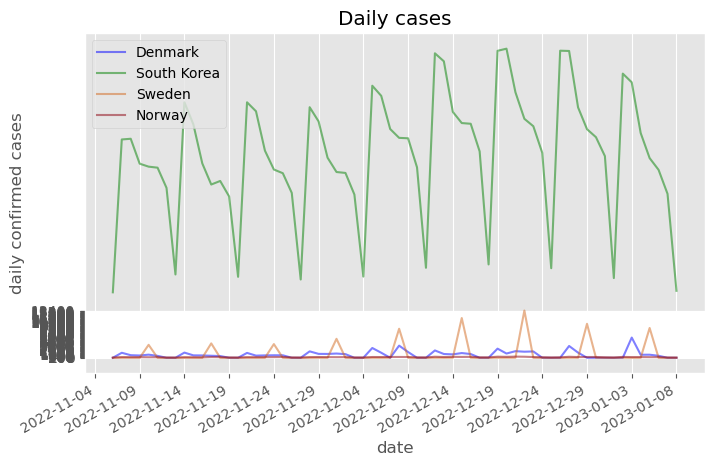 Daily cases
Denmark
South Korea
Sweden
Norway
daily confirmed cases
2022-11-04
2022-11-09
2022-11-14
2022-11-19
2022-11-24
2022-11-29
2022-12-04
2022-12-09
2022-12-14
2022-12-19
2022-12-24
2022-12-29
2023-01-03
2023-01-08
date